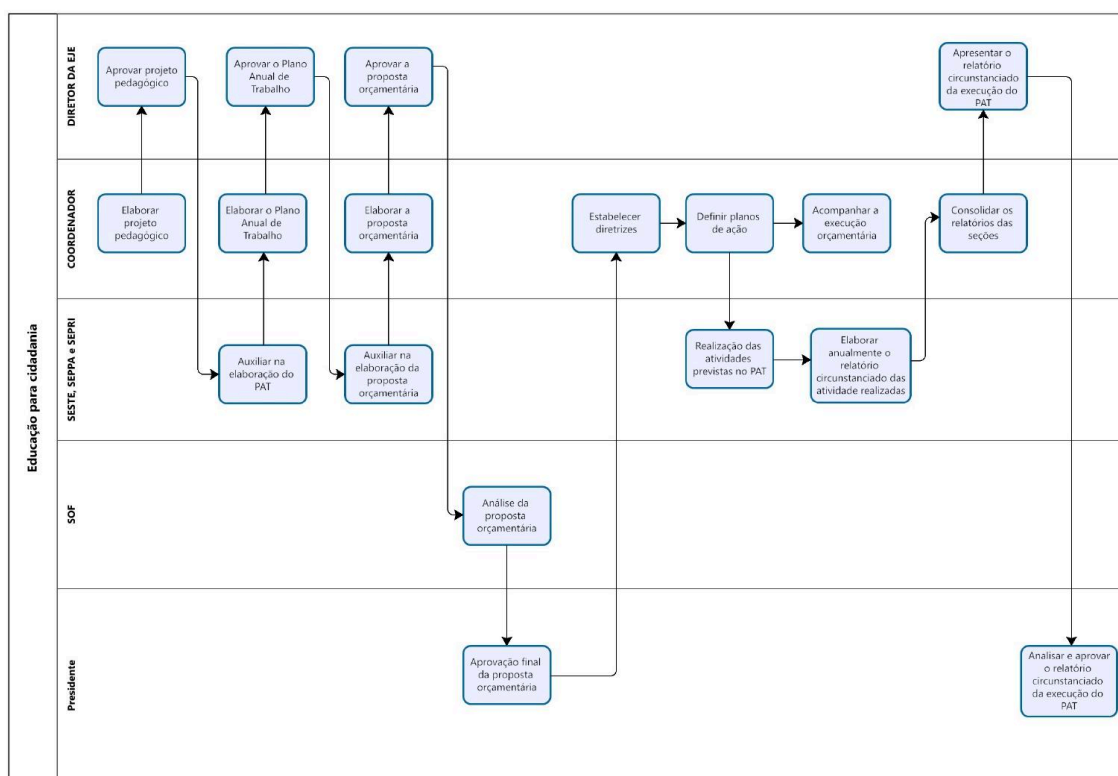 Educação para cidadania
DIRETOR DA EJE
Aprovar projeto
pedagógico
Aprovar o Plano
Anual de
Trabalho
Aprovar a
proposta
orçamentária
Apresentar o
relatório
circunstanciado
da execução do
PAT
COORDENADOR
Elaborar
projeto
pedagógico
Elaborar o Plano
Anual de
Trabalho
Elaborar a
proposta
orçamentária
Estabelecer
diretrizes
Definir planos
de ação
Acompanhar a
execução
orçamentária
Consolidar os
relatórios das
seções
SESTE, SEPPA e SEPRI
Auxiliar na
elaboração do
PAT
Auxiliar na
elaboração da
proposta
orçamentária
Realização das
atividades
previstas no PAT
Elaborar
anualmente o
relatório
circunstanciado das
atividade realizadas
SOF
Análise da
proposta
orçamentária
Presidente
Aprovação final
da proposta
orçamentária
Analisar e aprovar
o relatório
circunstanciado
da execução do
PAT